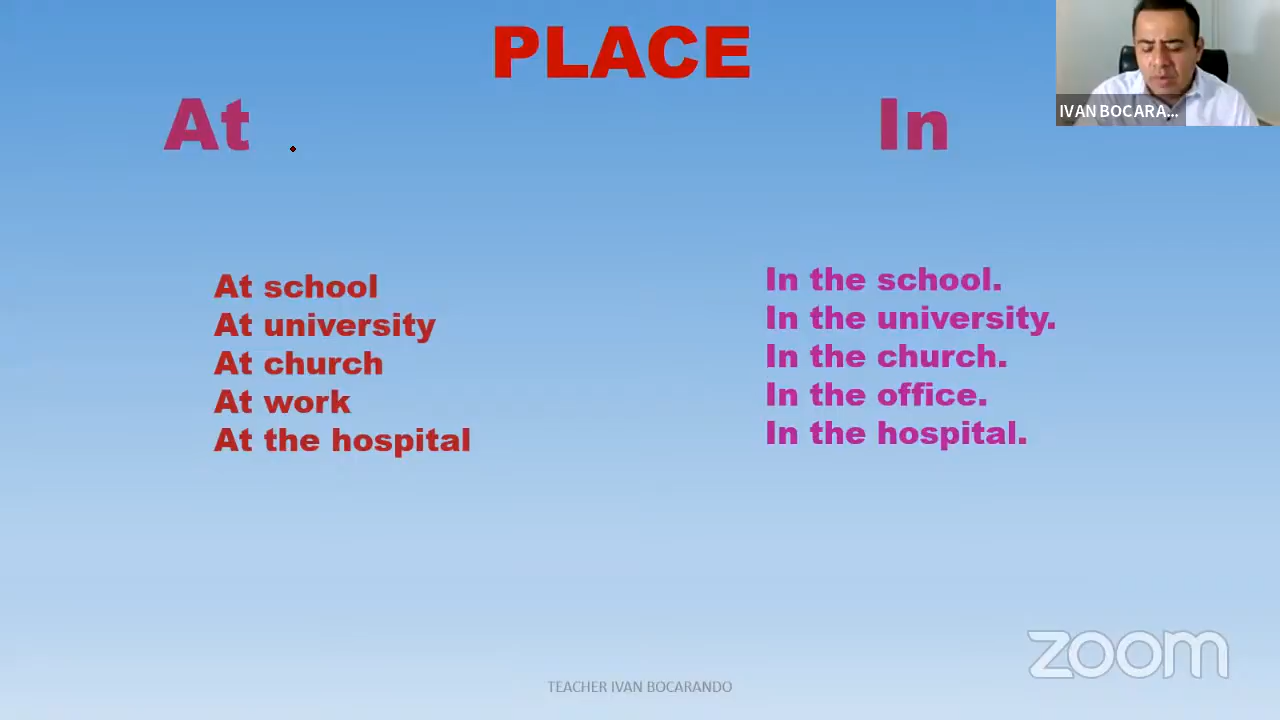 PLACE
At
In
IVAN BOCARA...
At school
At university
At church
At work
At the hospital
In the school.
In the university.
In the church.
In the office.
In the hospital.
zoom
TEACHER IVAN BOCARANDO